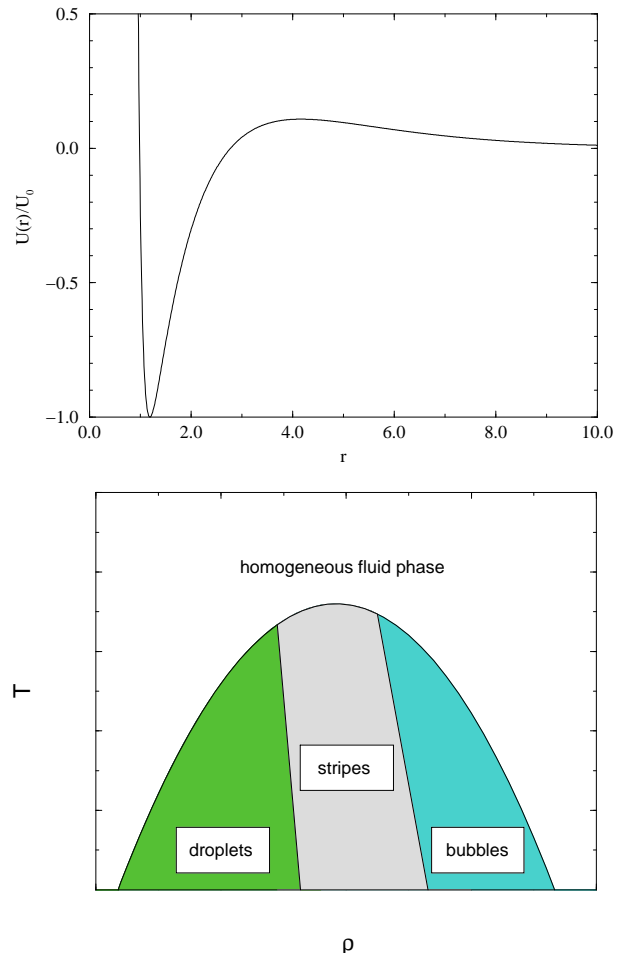 0.5
0.0
−0.5
−1.0
U(r)/U₀
0.0 2.0 4.0 6.0 8.0 10.0
r
homogeneous fluid phase
T
stripes
droplets
bubbles
ρ